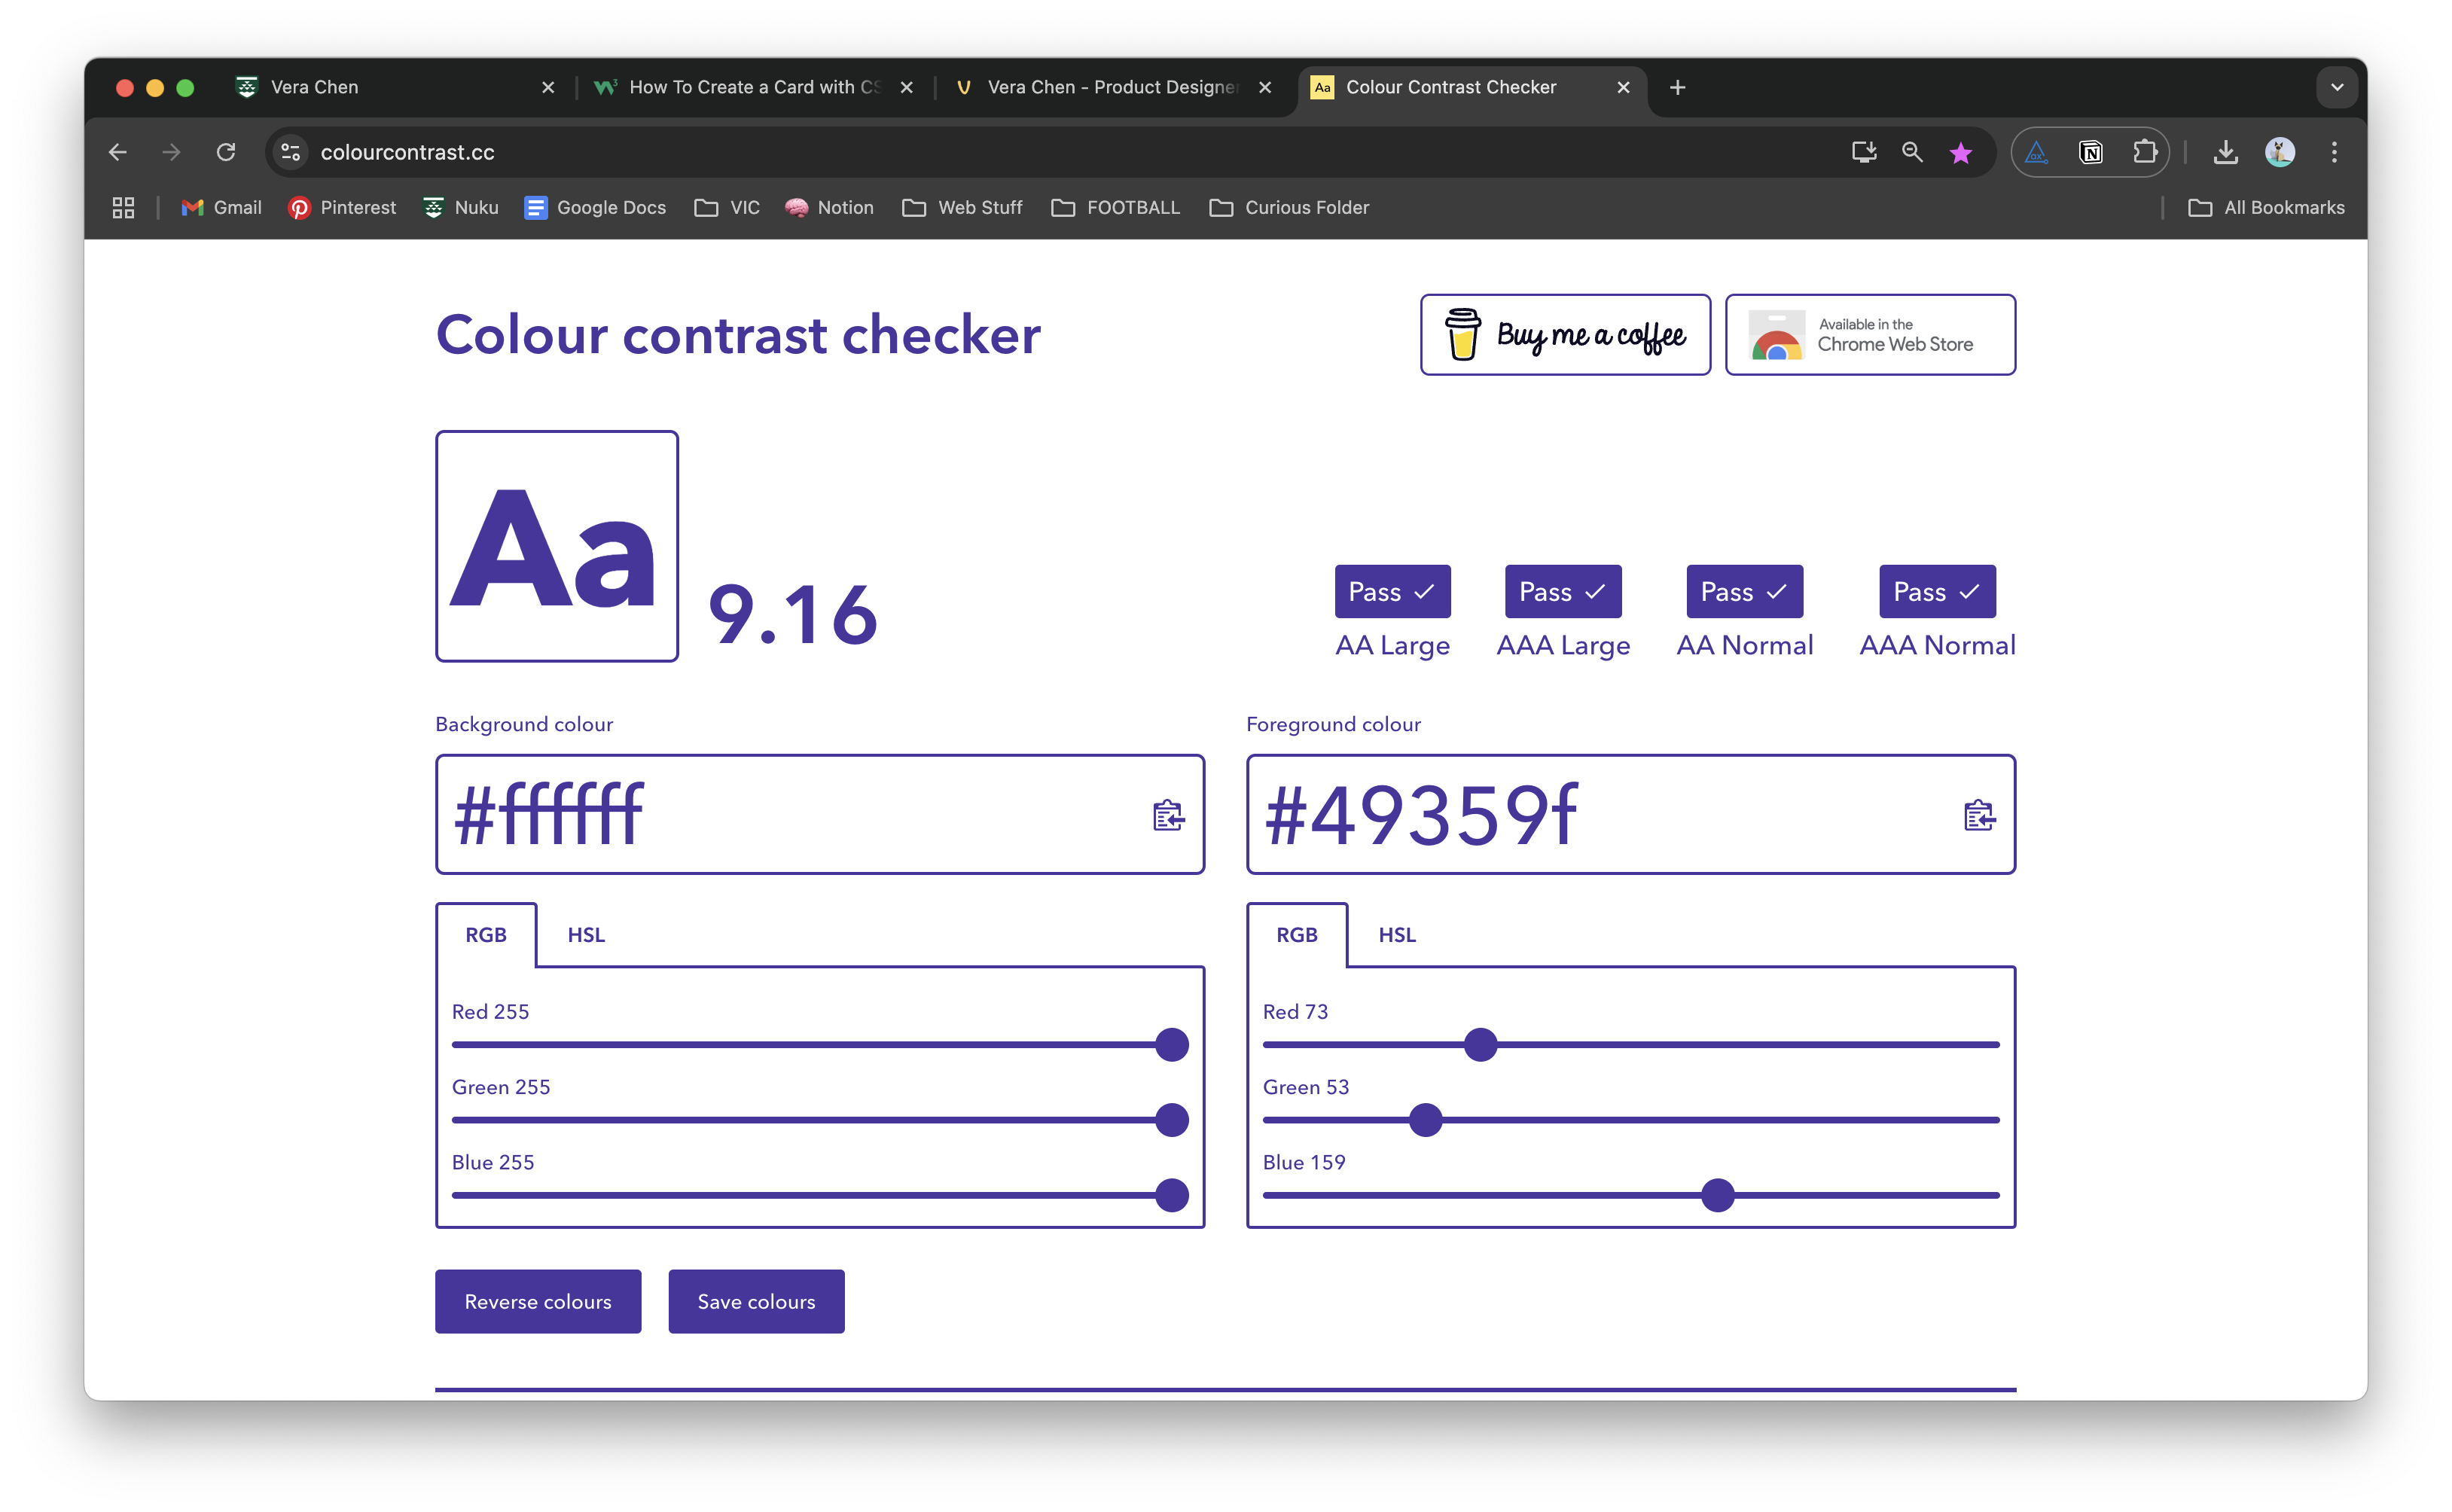 Vera Chen
How To Create a Card with CS
Vera Chen - Product Designer
Aa
Colour Contrast Checker
colourcontrast.cc
Gmail
Pinterest
Nuku
Google Docs
VIC
Notion
Web Stuff
FOOTBALL
Curious Folder
All Bookmarks
Colour contrast checker
Buy me a coffee
Available in the
Chrome Web Store
Aa
9.16
Pass
AA Large
Pass
AAA Large
Pass
AA Normal
Pass
AAA Normal
Background colour
#ffffff
RGB
HSL
Red 255
Green 255
Blue 255
Foreground colour
#49359f
RGB
HSL
Red 73
Green 53
Blue 159
Reverse colours
Save colours